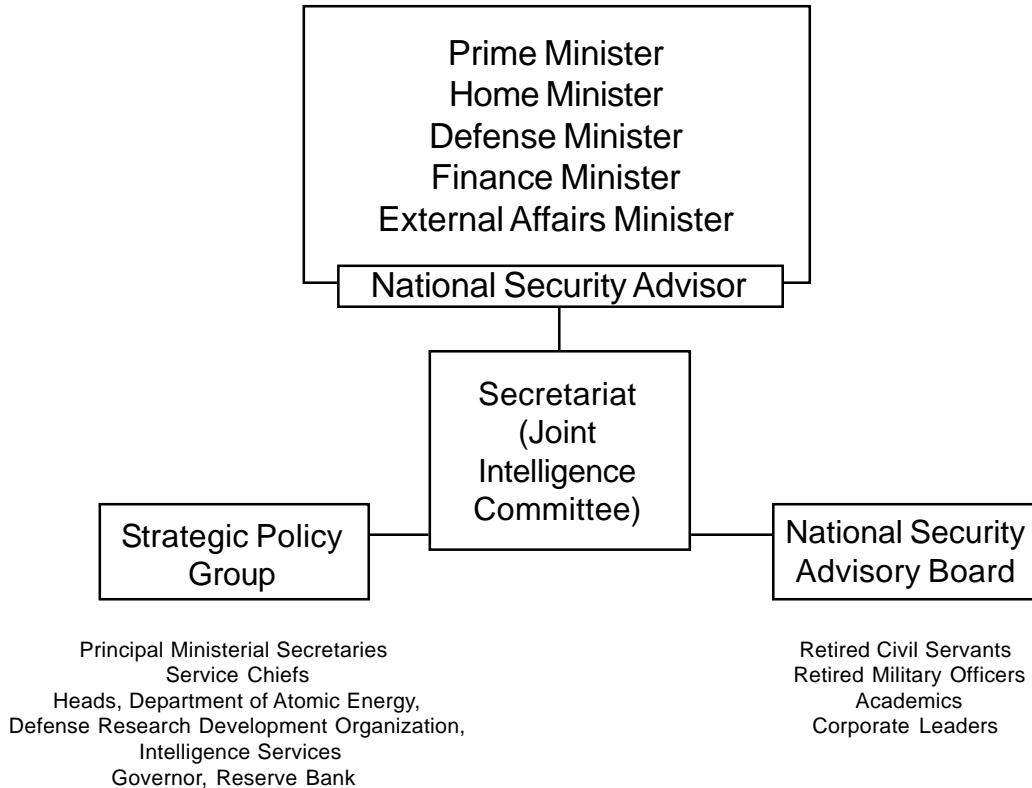 Prime Minister
Home Minister
Defense Minister
Finance Minister
External Affairs Minister
National Security Advisor
Secretariat
(Joint
Intelligence
Committee)
Strategic Policy
Group
National Security
Advisory Board
Principal Ministerial Secretaries
Service Chiefs
Heads, Department of Atomic Energy,
Defense Research Development Organization,
Intelligence Services
Governor, Reserve Bank
Retired Civil Servants
Retired Military Officers
Academics
Corporate Leaders